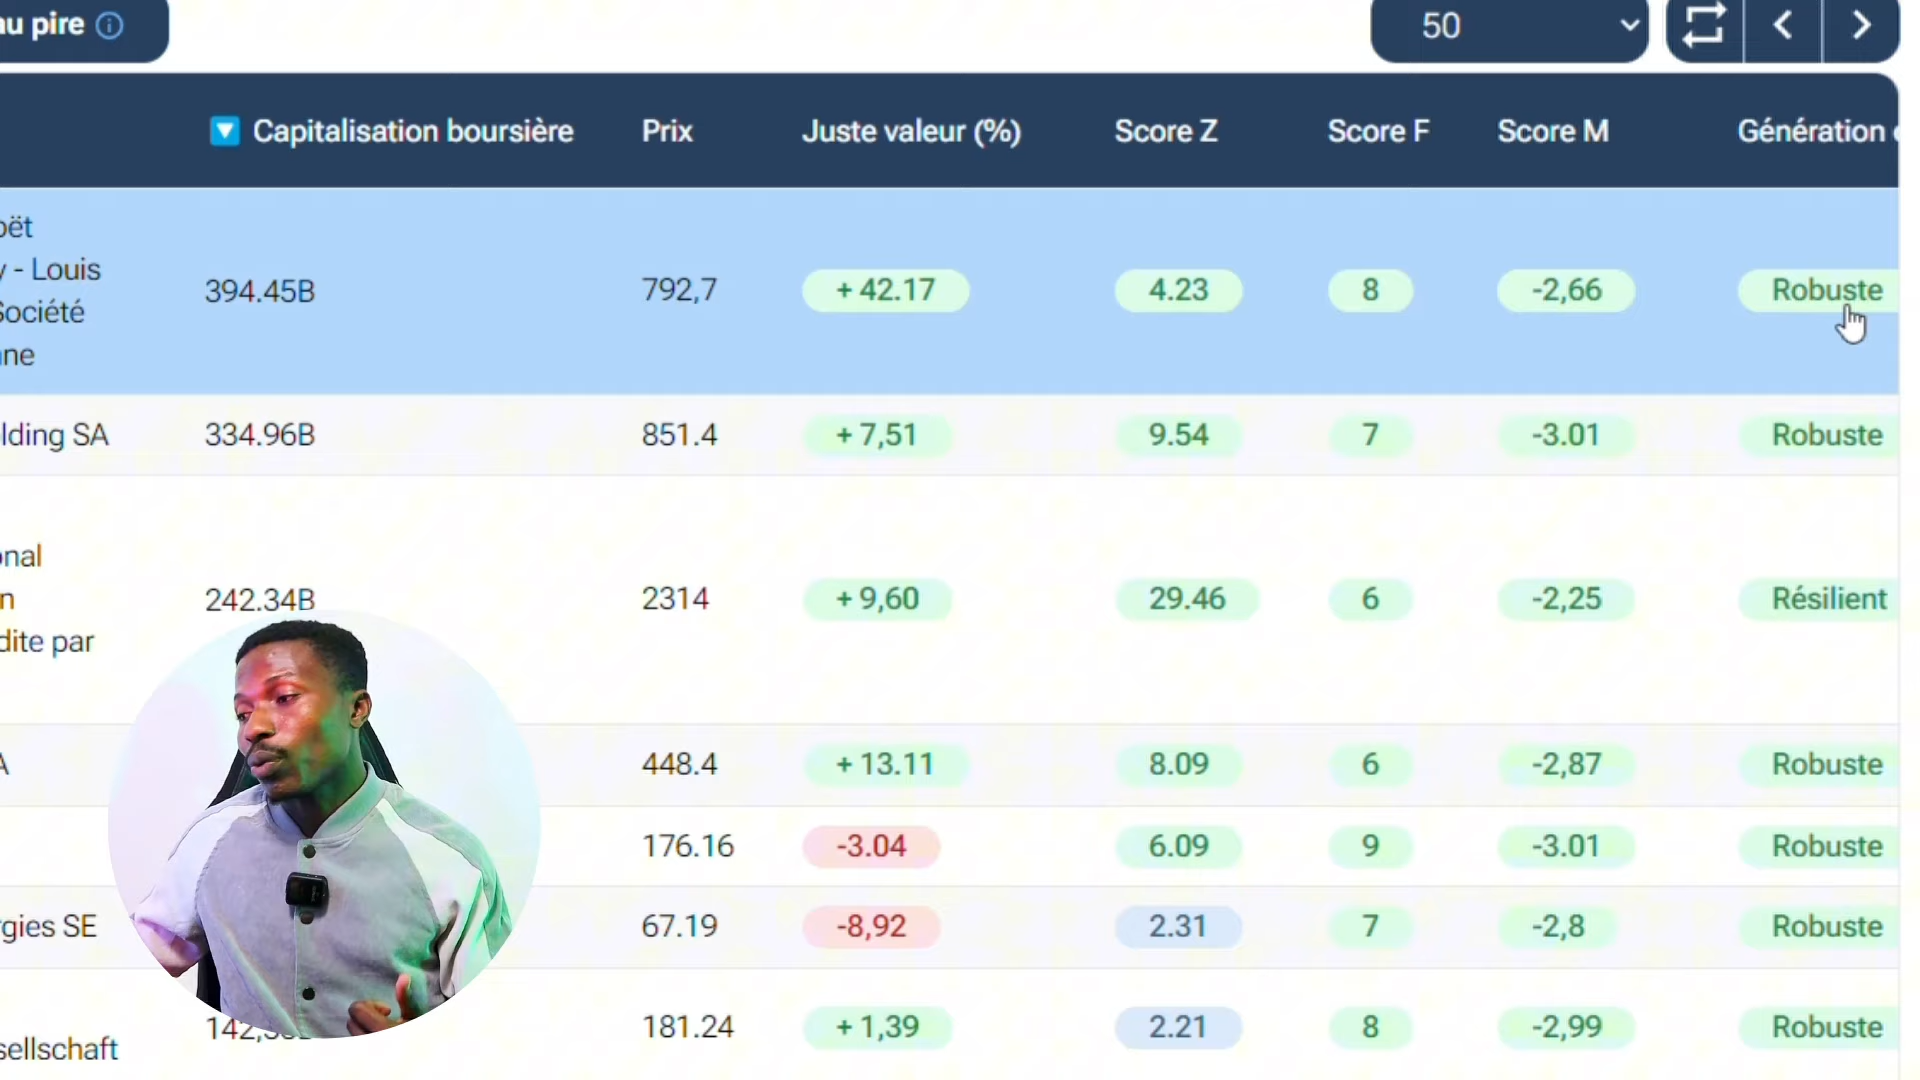 au pire
50
Capitalisation boursière Prix Juste valeur (%) Score Z Score F Score M Génération
oët
y - Louis
Société
ne
394.45B 792,7 + 42.17 4.23 8 -2,66 Robuste
lding SA 334.96B 851.4 + 7,51 9.54 7 -3.01 Robuste
onal
n
dite par
242.34B 2314 + 9,60 29.46 6 -2,25 Résilient
A 448.4 + 13.11 8.09 6 -2,87 Robuste
176.16 -3.04 6.09 9 -3.01 Robuste
gies SE 67.19 -8,92 2.31 7 -2,8 Robuste
sellschaft
181.24 + 1,39 2.21 8 -2,99 Robuste